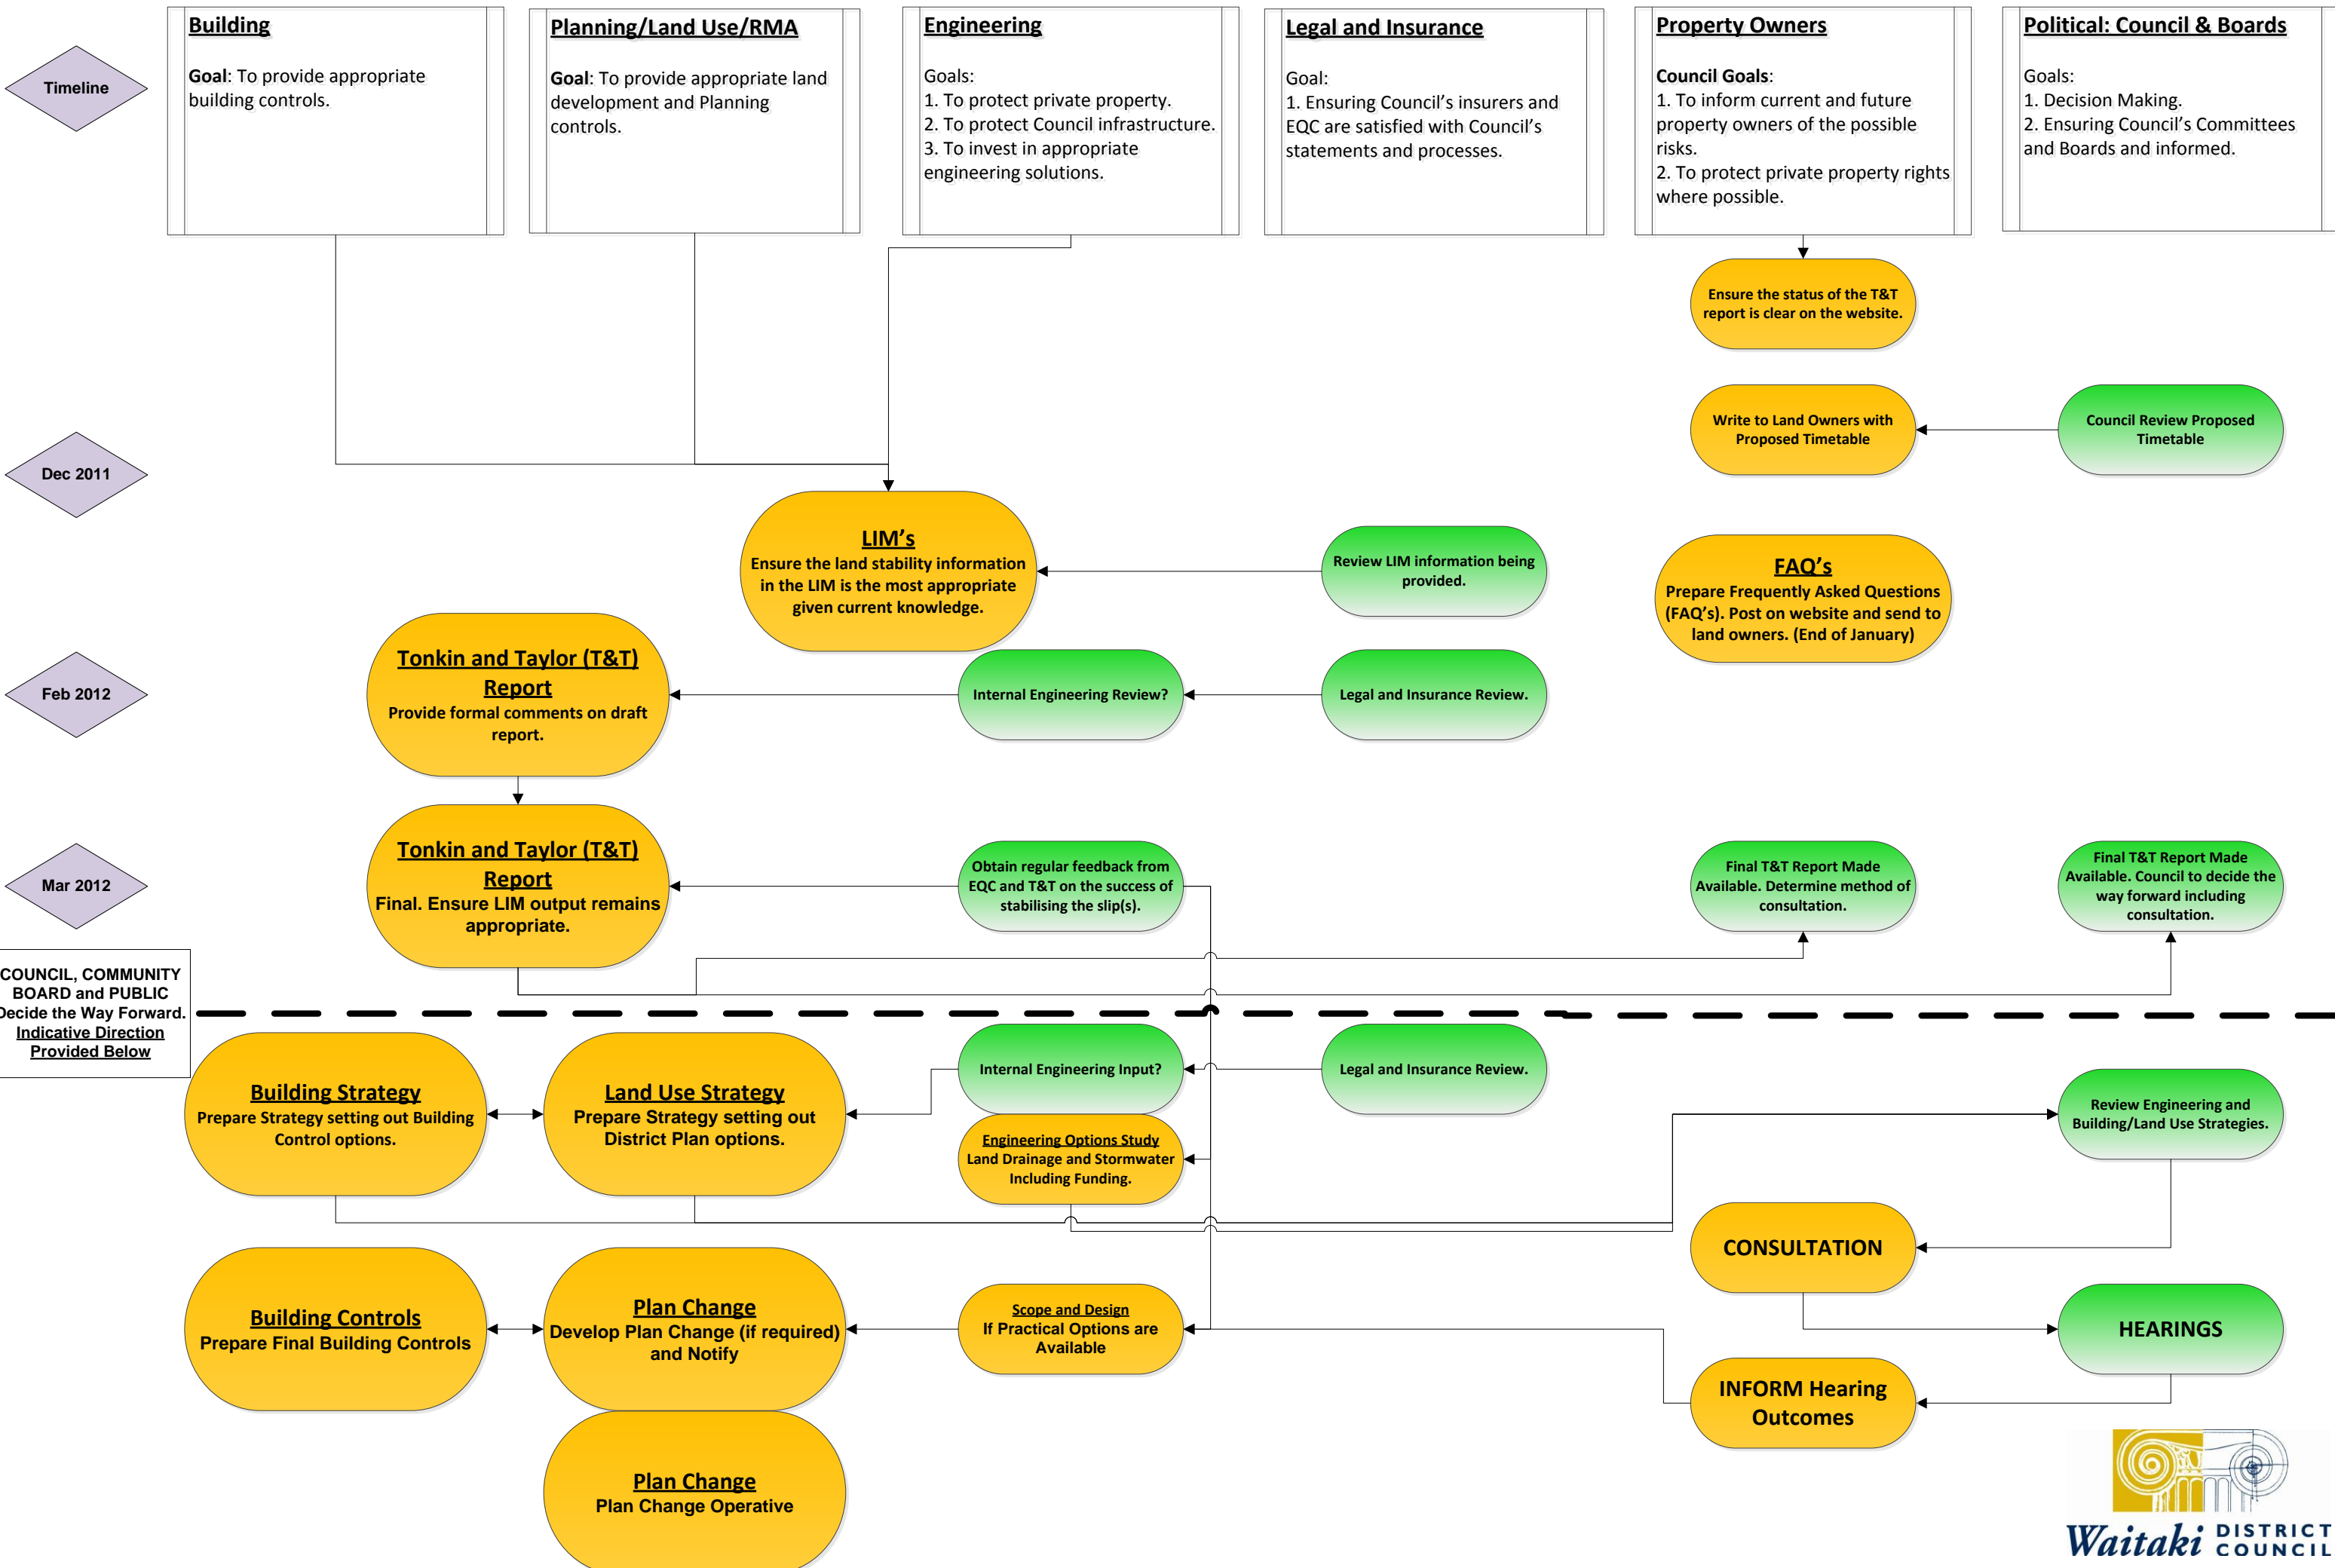 Timeline
Building
Goal: To provide appropriate
building controls.
Planning/Land Use/RMA
Goal: To provide appropriate land
development and Planning
controls.
Engineering
Goals:
1. To protect private property.
2. To protect Council infrastructure.
3. To invest in appropriate
engineering solutions.
Legal and Insurance
Goal:
1. Ensuring Council's insurers and
EQC are satisfied with Council's
statements and processes.
Property Owners
Council Goals:
1. To inform current and future
property owners of the possible
risks.
2. To protect private property rights
where possible.
Political: Council & Boards
Goals:
1. Decision Making.
2. Ensuring Council's Committees
and Boards and informed.
Ensure the status of the T&T
report is clear on the website.
Dec 2011
Write to Land Owners with
Proposed Timetable
Council Review Proposed
Timetable
LIM's
Ensure the land stability information
in the LIM is the most appropriate
given current knowledge.
Review LIM information being
provided.
FAQ's
Prepare Frequently Asked Questions
(FAQ's). Post on website and send to
land owners. (End of January)
Feb 2012
Tonkin and Taylor (T&T)
Report
Provide formal comments on draft
report.
Internal Engineering Review?
Legal and Insurance Review.
Mar 2012
Tonkin and Taylor (T&T)
Report
Final. Ensure LIM output remains
appropriate.
Obtain regular feedback from
EQC and T&T on the success of
stabilising the slip(s).
Final T&T Report Made
Available. Determine method of
consultation.
Final T&T Report Made
Available. Council to decide the
way forward including
consultation.
COUNCIL, COMMUNITY
BOARD and PUBLIC
Decide the Way Forward.
Indicative Direction
Provided Below
Building Strategy
Prepare Strategy setting out Building
Control options.
Land Use Strategy
Prepare Strategy setting out
District Plan options.
Internal Engineering Input?
Legal and Insurance Review.
Engineering Options Study
Land Drainage and Stormwater
Including Funding.
Review Engineering and
Building/Land Use Strategies.
CONSULTATION
Building Controls
Prepare Final Building Controls
Plan Change
Develop Plan Change (if required)
and Notify
Scope and Design
If Practical Options are
Available
HEARINGS
INFORM Hearing
Outcomes
Plan Change
Plan Change Operative
Waitaki DISTRICT
COUNCIL